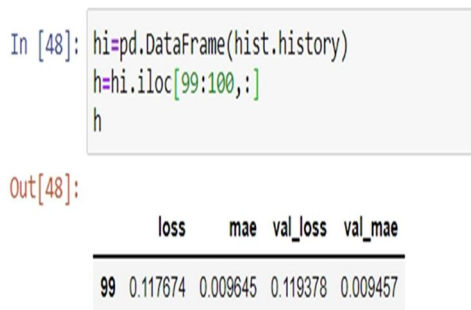 In [48]: hi=pd.DataFrame(hist.history)
h=hi.iloc[99:100,:]
h
Out[48]:
loss mae val_loss val_mae
99 0.117674 0.009645 0.119378 0.009457